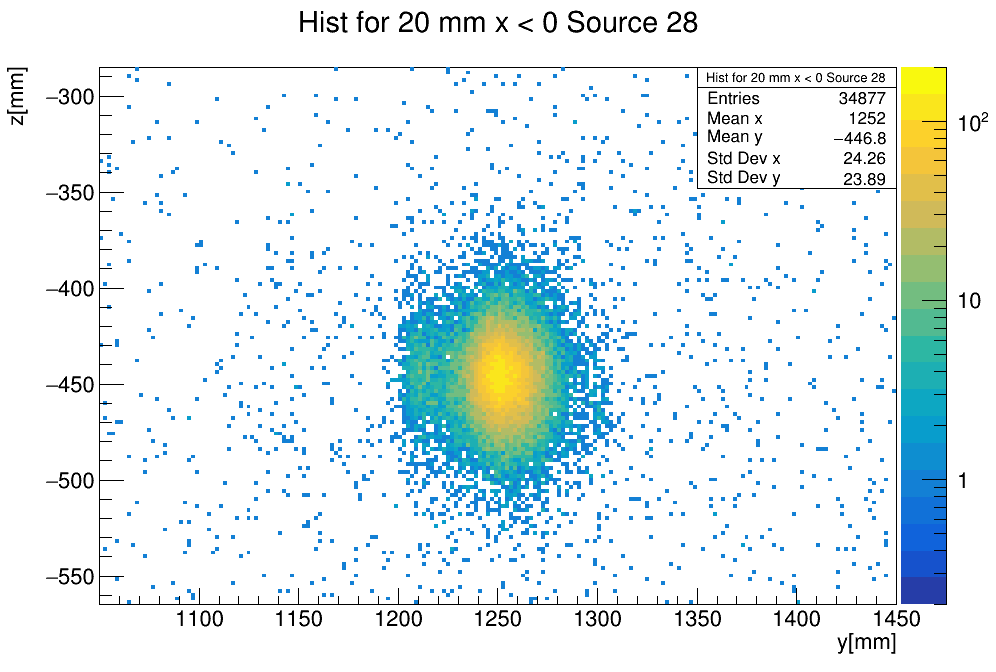 Hist for 20 mm x < 0 Source 28
z[mm]
Hist for 20 mm x < 0 Source 28
Entries 34877
Mean x 1252
Mean y −446.8
Std Dev x 24.26
Std Dev y 23.89
−300
−350
−400
−450
−500
−550
10²
10
1
1100 1150 1200 1250 1300 1350 1400 1450
y[mm]